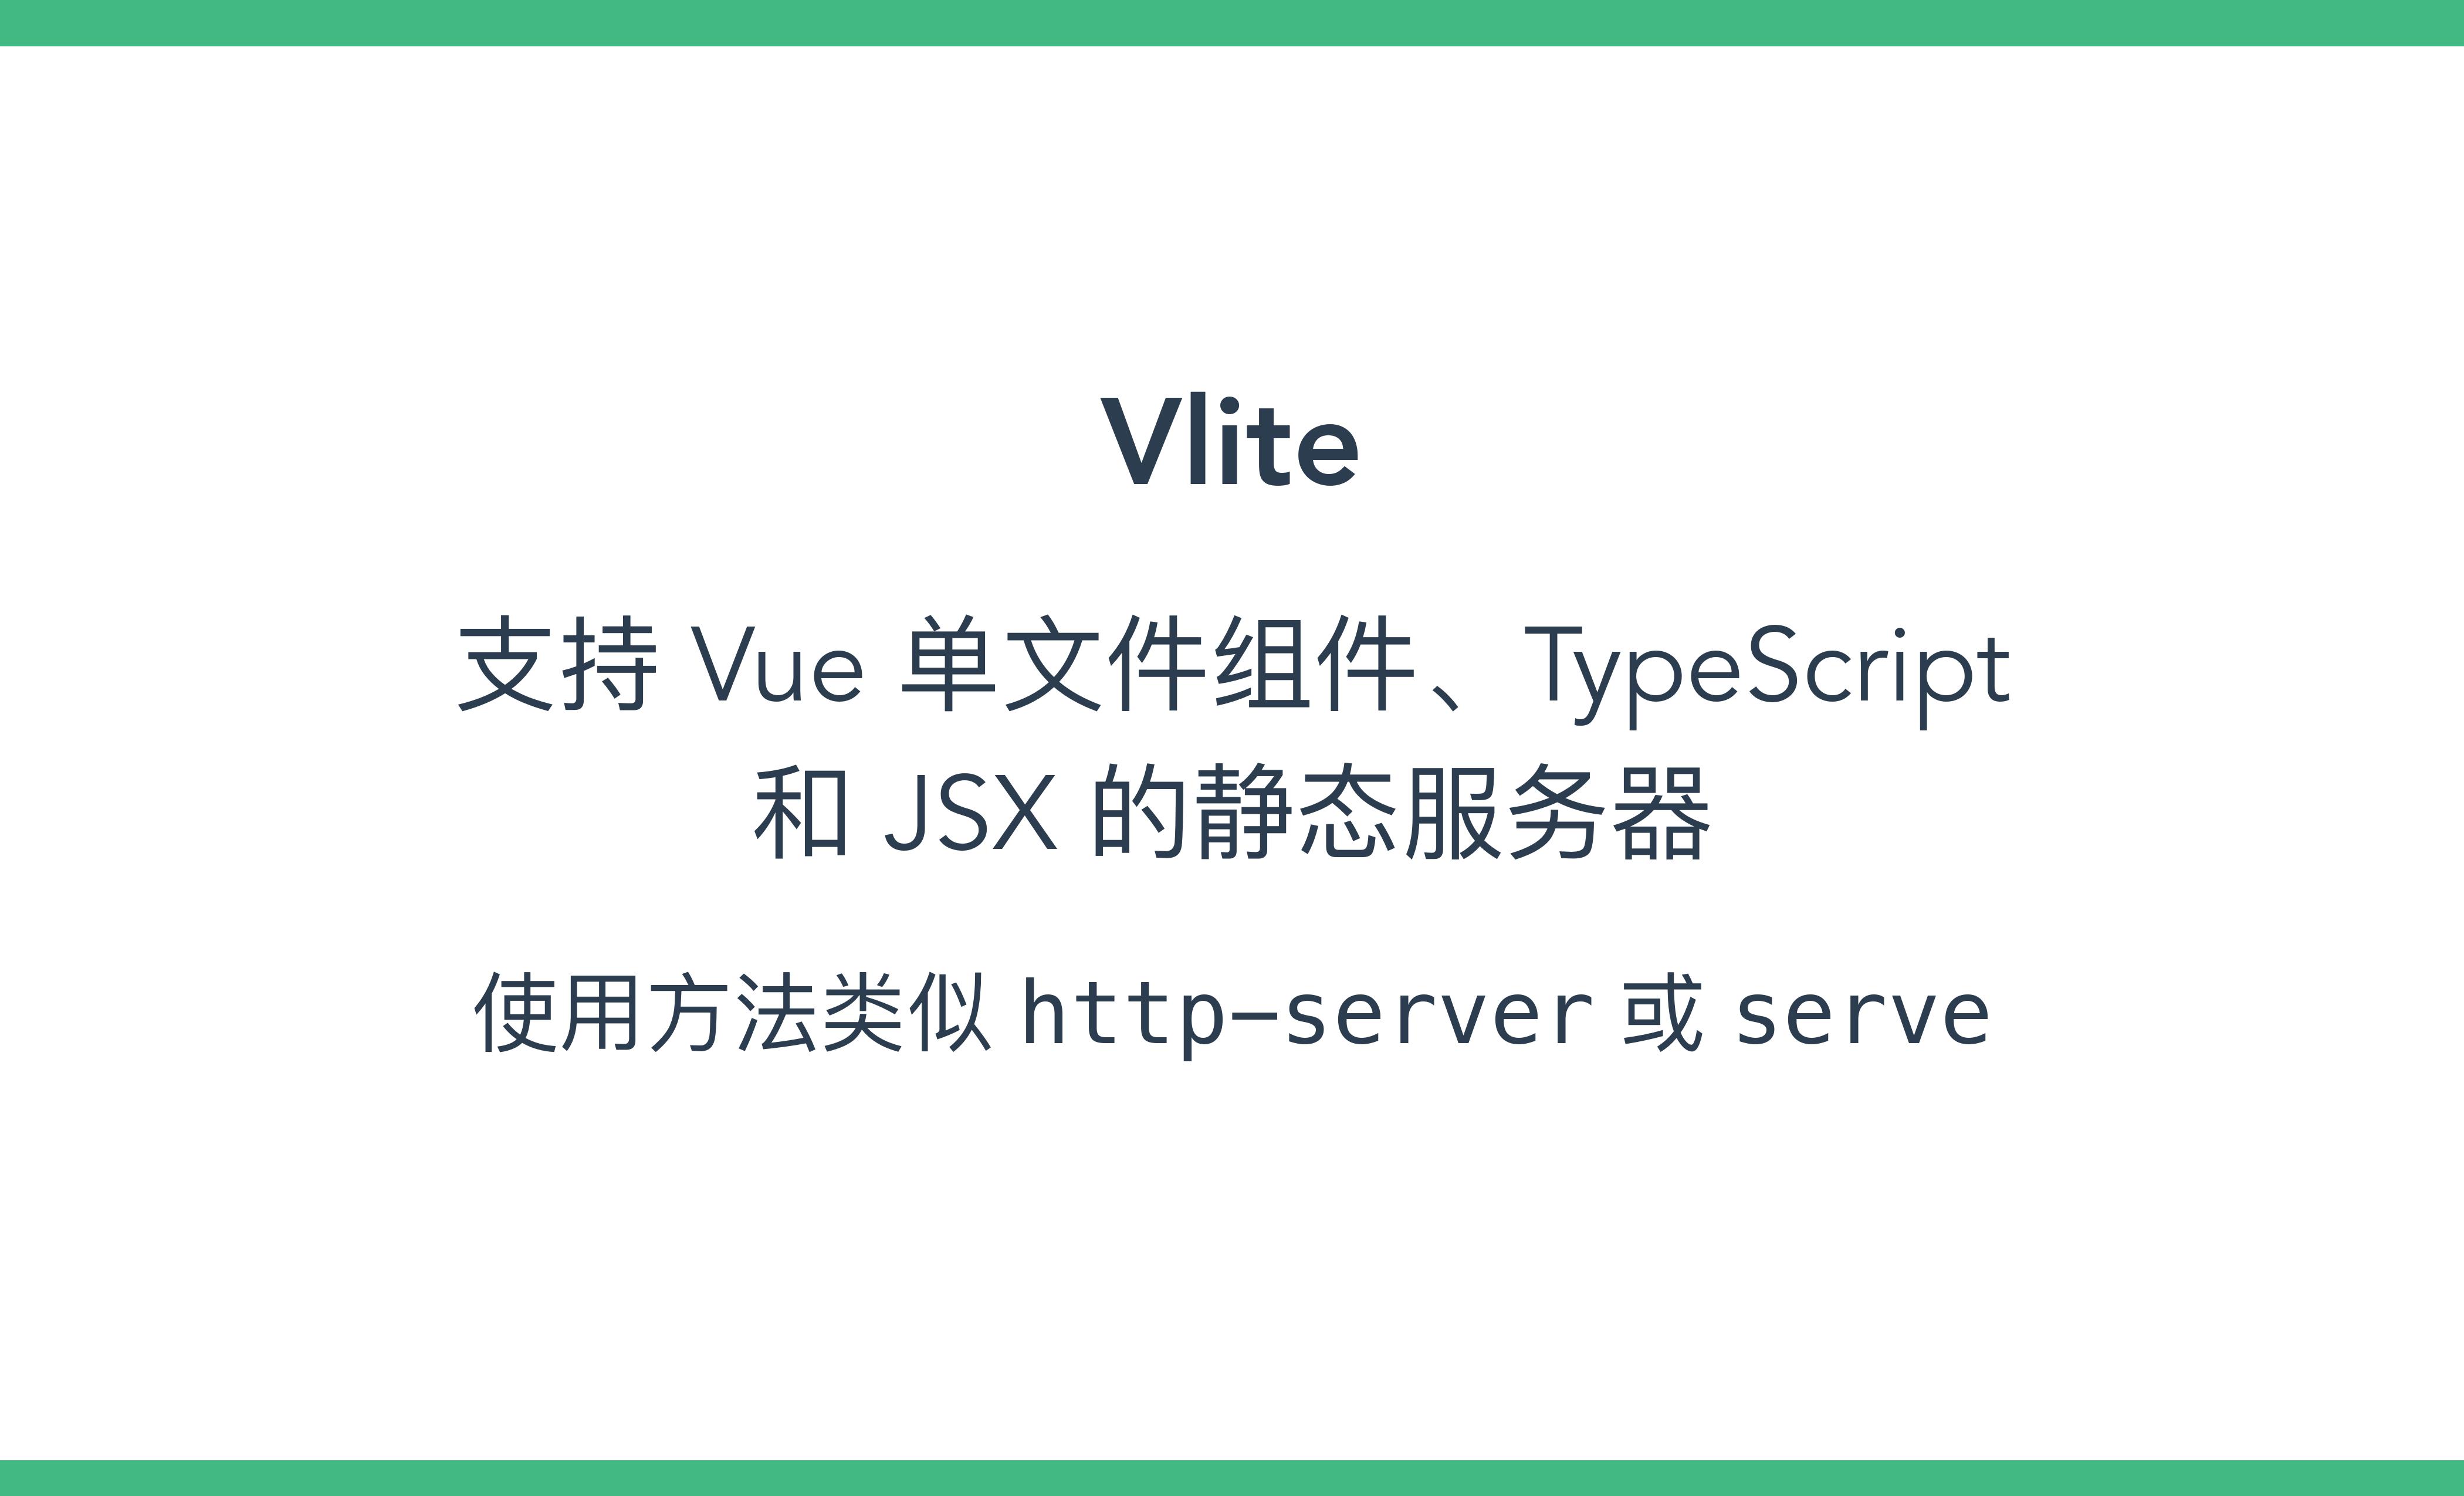 Vlite
支持 Vue 单文件组件、 TypeScript
和 JSX 的静态服务器
使用方法类似 http-server 或 serve